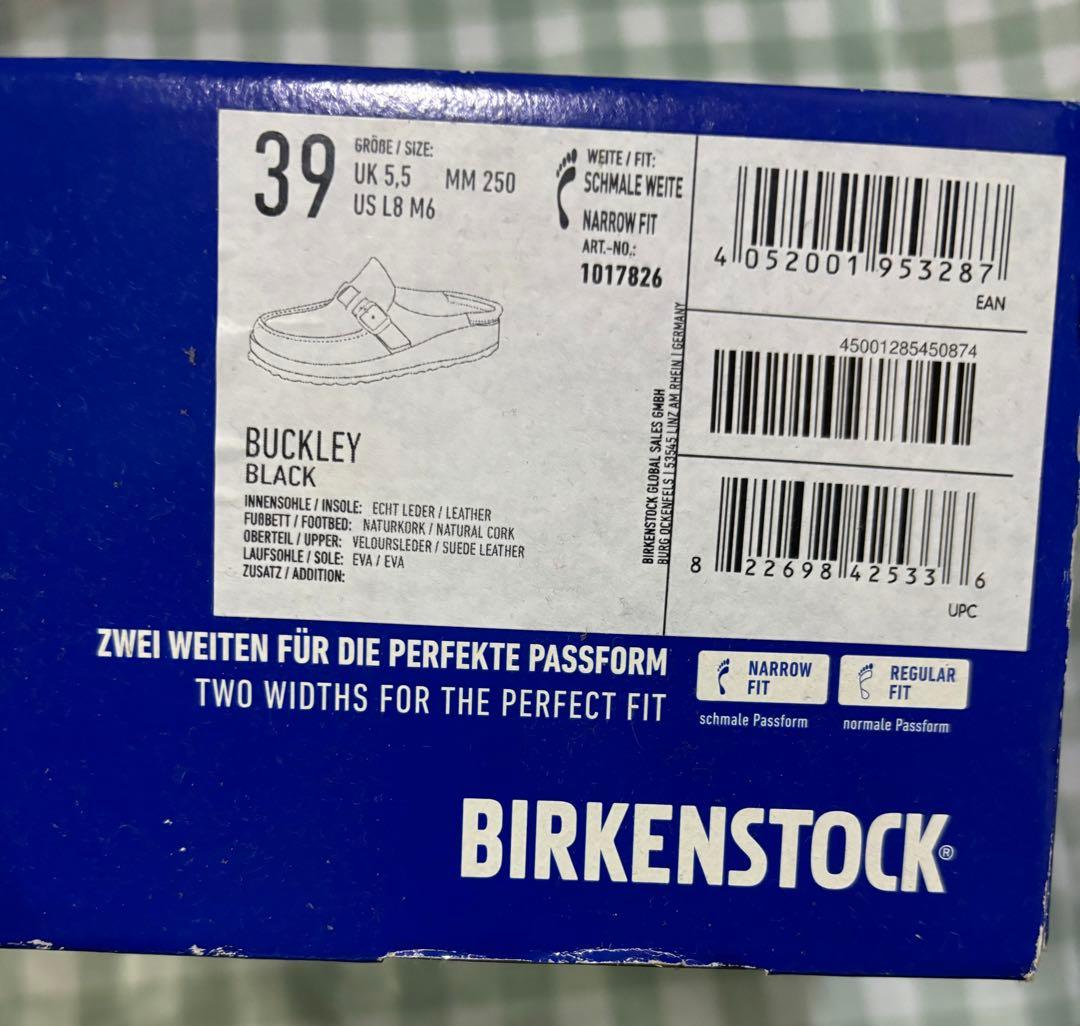 39
GRÖßE / SIZE:
UK 5,5 MM 250
US L8 M6
WEITE / FIT:
SCHMALE WEITE
NARROW FIT
ART.-NO.:
1017826
4 052001 953287
EAN
45001285450874
8 22698 42533 6
UPC
BUCKLEY
BLACK
INNENSOHLE / INSOLE: ECHT LEDER / LEATHER
FUßBETT / FOOTBED: NATURKORK / NATURAL CORK
OBERTEIL / UPPER: VELOURSLEDER / SUEDE LEATHER
LAUFSOHLE / SOLE: EVA / EVA
ZUSATZ / ADDITION:
BIRKENSTOCK GLOBAL SALES GMBH
BURG OCKENFELS | 53545 LINZ AM RHEIN | GERMANY
ZWEI WEITEN FÜR DIE PERFEKTE PASSFORM
TWO WIDTHS FOR THE PERFECT FIT
NARROW
FIT
schmale Passform
REGULAR
FIT
normale Passform
BIRKENSTOCK®